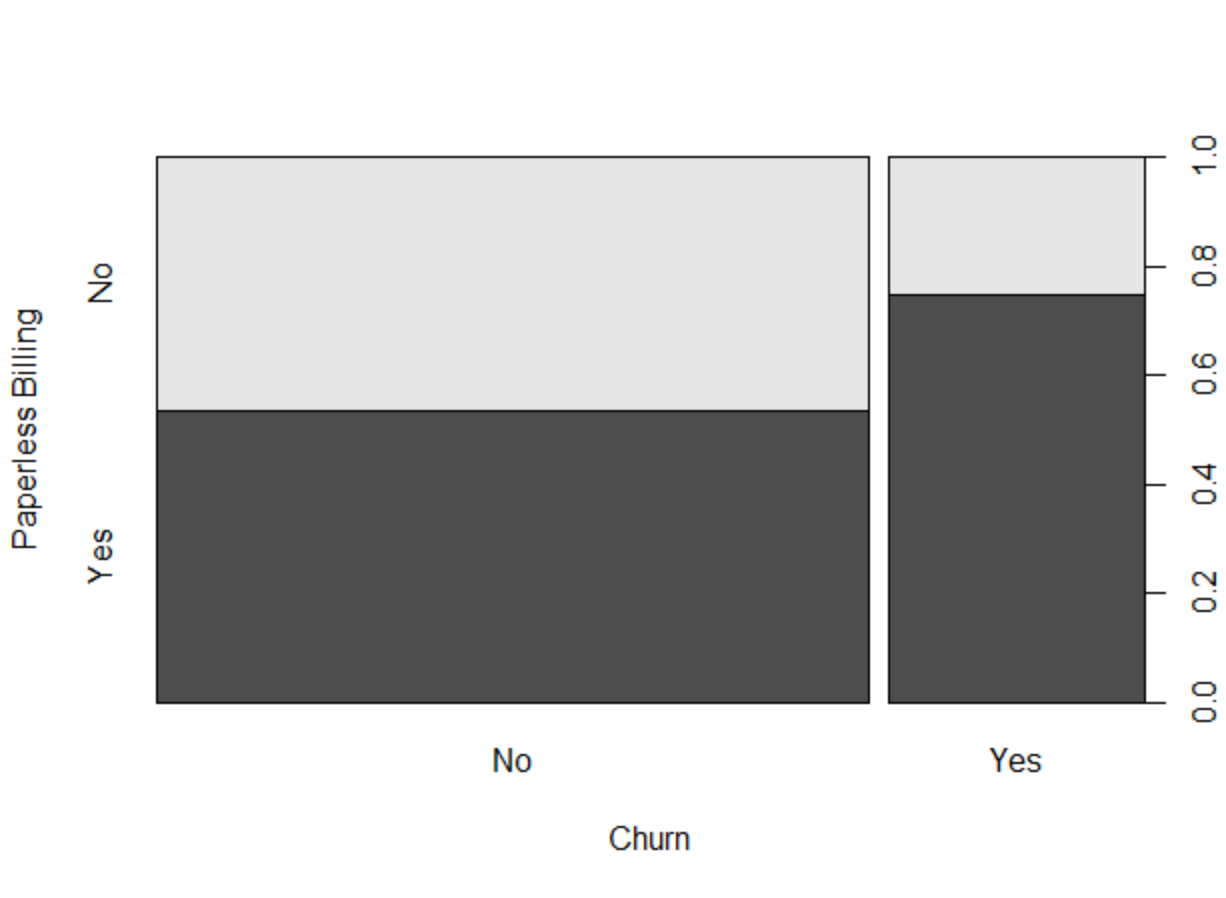 Paperless Billing
No
Yes
1.0
0.8
0.6
0.4
0.2
0.0
No
Yes
Churn